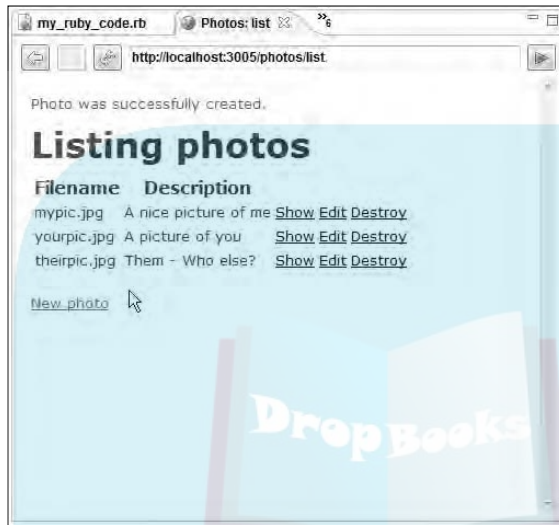 my_ruby_code.rb Photos: list »6
http://localhost:3005/photos/list
Photo was successfully created.
Listing photos
Filename Description
mypic.jpg A nice picture of me Show Edit Destroy
yourpic.jpg A picture of you Show Edit Destroy
theirpic.jpg Them - Who else? Show Edit Destroy
New photo
DropBooks